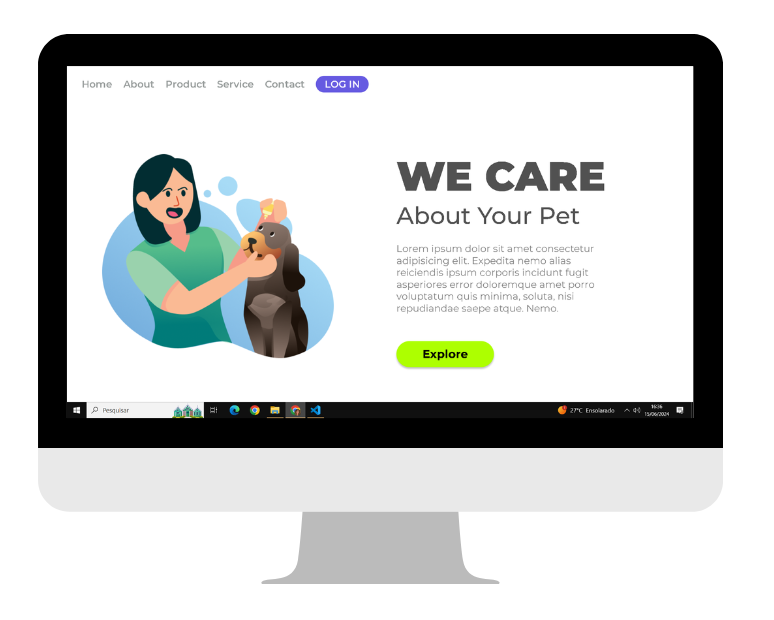 Home About Product Service Contact LOG IN
WE CARE
About Your Pet
Lorem ipsum dolor sit amet consectetur
adipisicing elit. Expedita nemo alias
reiciendis ipsum corporis incidunt fugit
asperiores error doloremque amet porro
voluptatum quis minima, soluta, nisi
repudiandae saepe atque. Nemo.
Explore
Pesquisar
27°C Ensolarado
16:36
15/06/2024